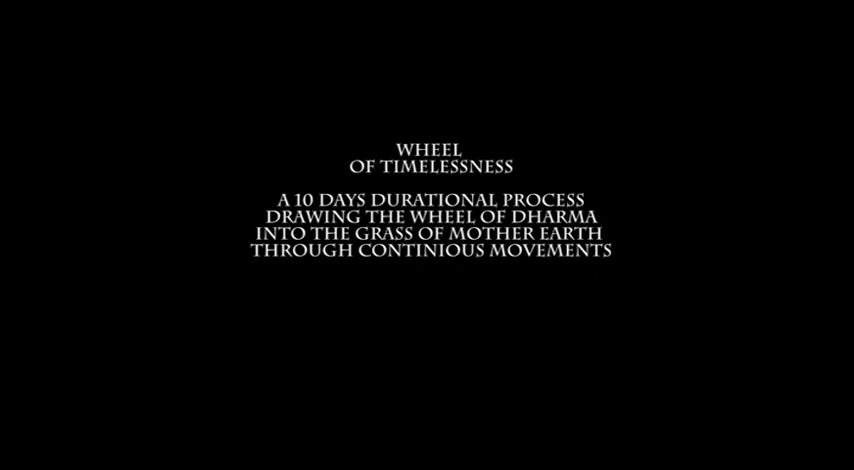 WHEEL
OF TIMELESSNESS
A 10 DAYS DURATIONAL PROCESS
DRAWING THE WHEEL OF DHARMA
INTO THE GRASS OF MOTHER EARTH
THROUGH CONTINIOUS MOVEMENTS